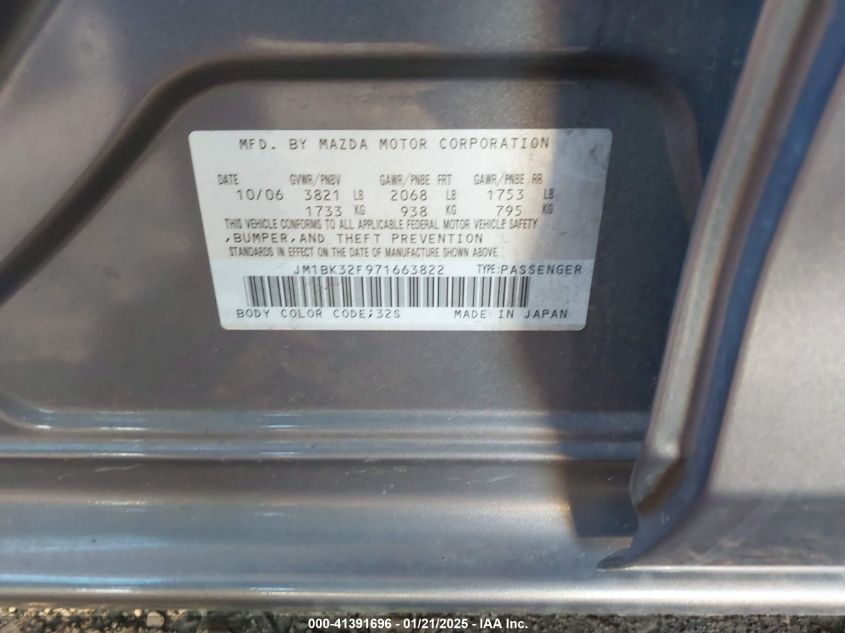 MFD. BY MAZDA MOTOR CORPORATION
DATE GVWR/PNBV GAWR/PNBE FRT GAWR/PNBE RR
10/06 3821 LB 2068 LB 1753 LB
1733 KG 938 KG 795 KG
THIS VEHICLE CONFORMS TO ALL APPLICABLE FEDERAL MOTOR VEHICLE SAFETY
,BUMPER,AND THEFT PREVENTION
STANDARDS IN EFFECT ON THE DATE OF MANUFACTURE SHOWN ABOVE.
JM1BK32F971663822 TYPE:PASSENGER
BODY COLOR CODE;32S MADE IN JAPAN
000-41391696 - 01/21/2025 - IAA Inc.